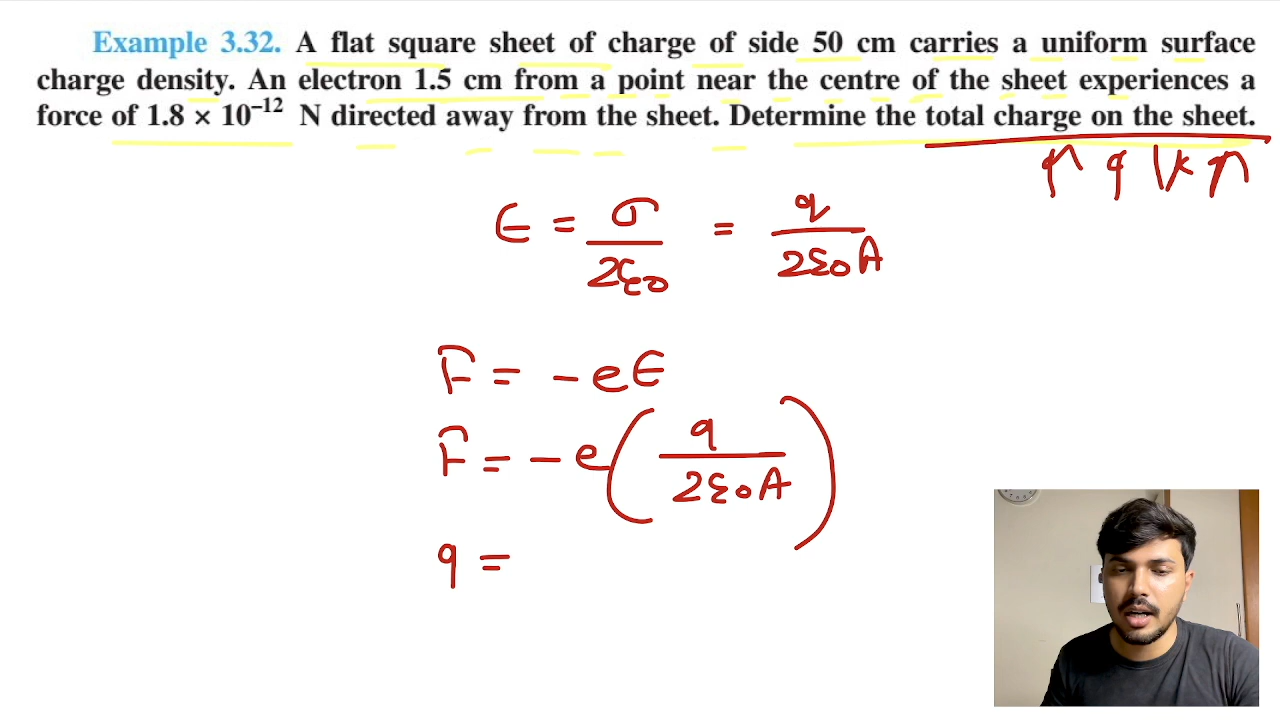 Example 3.32. A flat square sheet of charge of side 50 cm carries a uniform surface
charge density. An electron 1.5 cm from a point near the centre of the sheet experiences a
force of 1.8 × 10⁻¹² N directed away from the sheet. Determine the total charge on the sheet.
E = σ/2ε₀ = q/2ε₀A
F = -eE
F = -e(q/2ε₀A)
q =